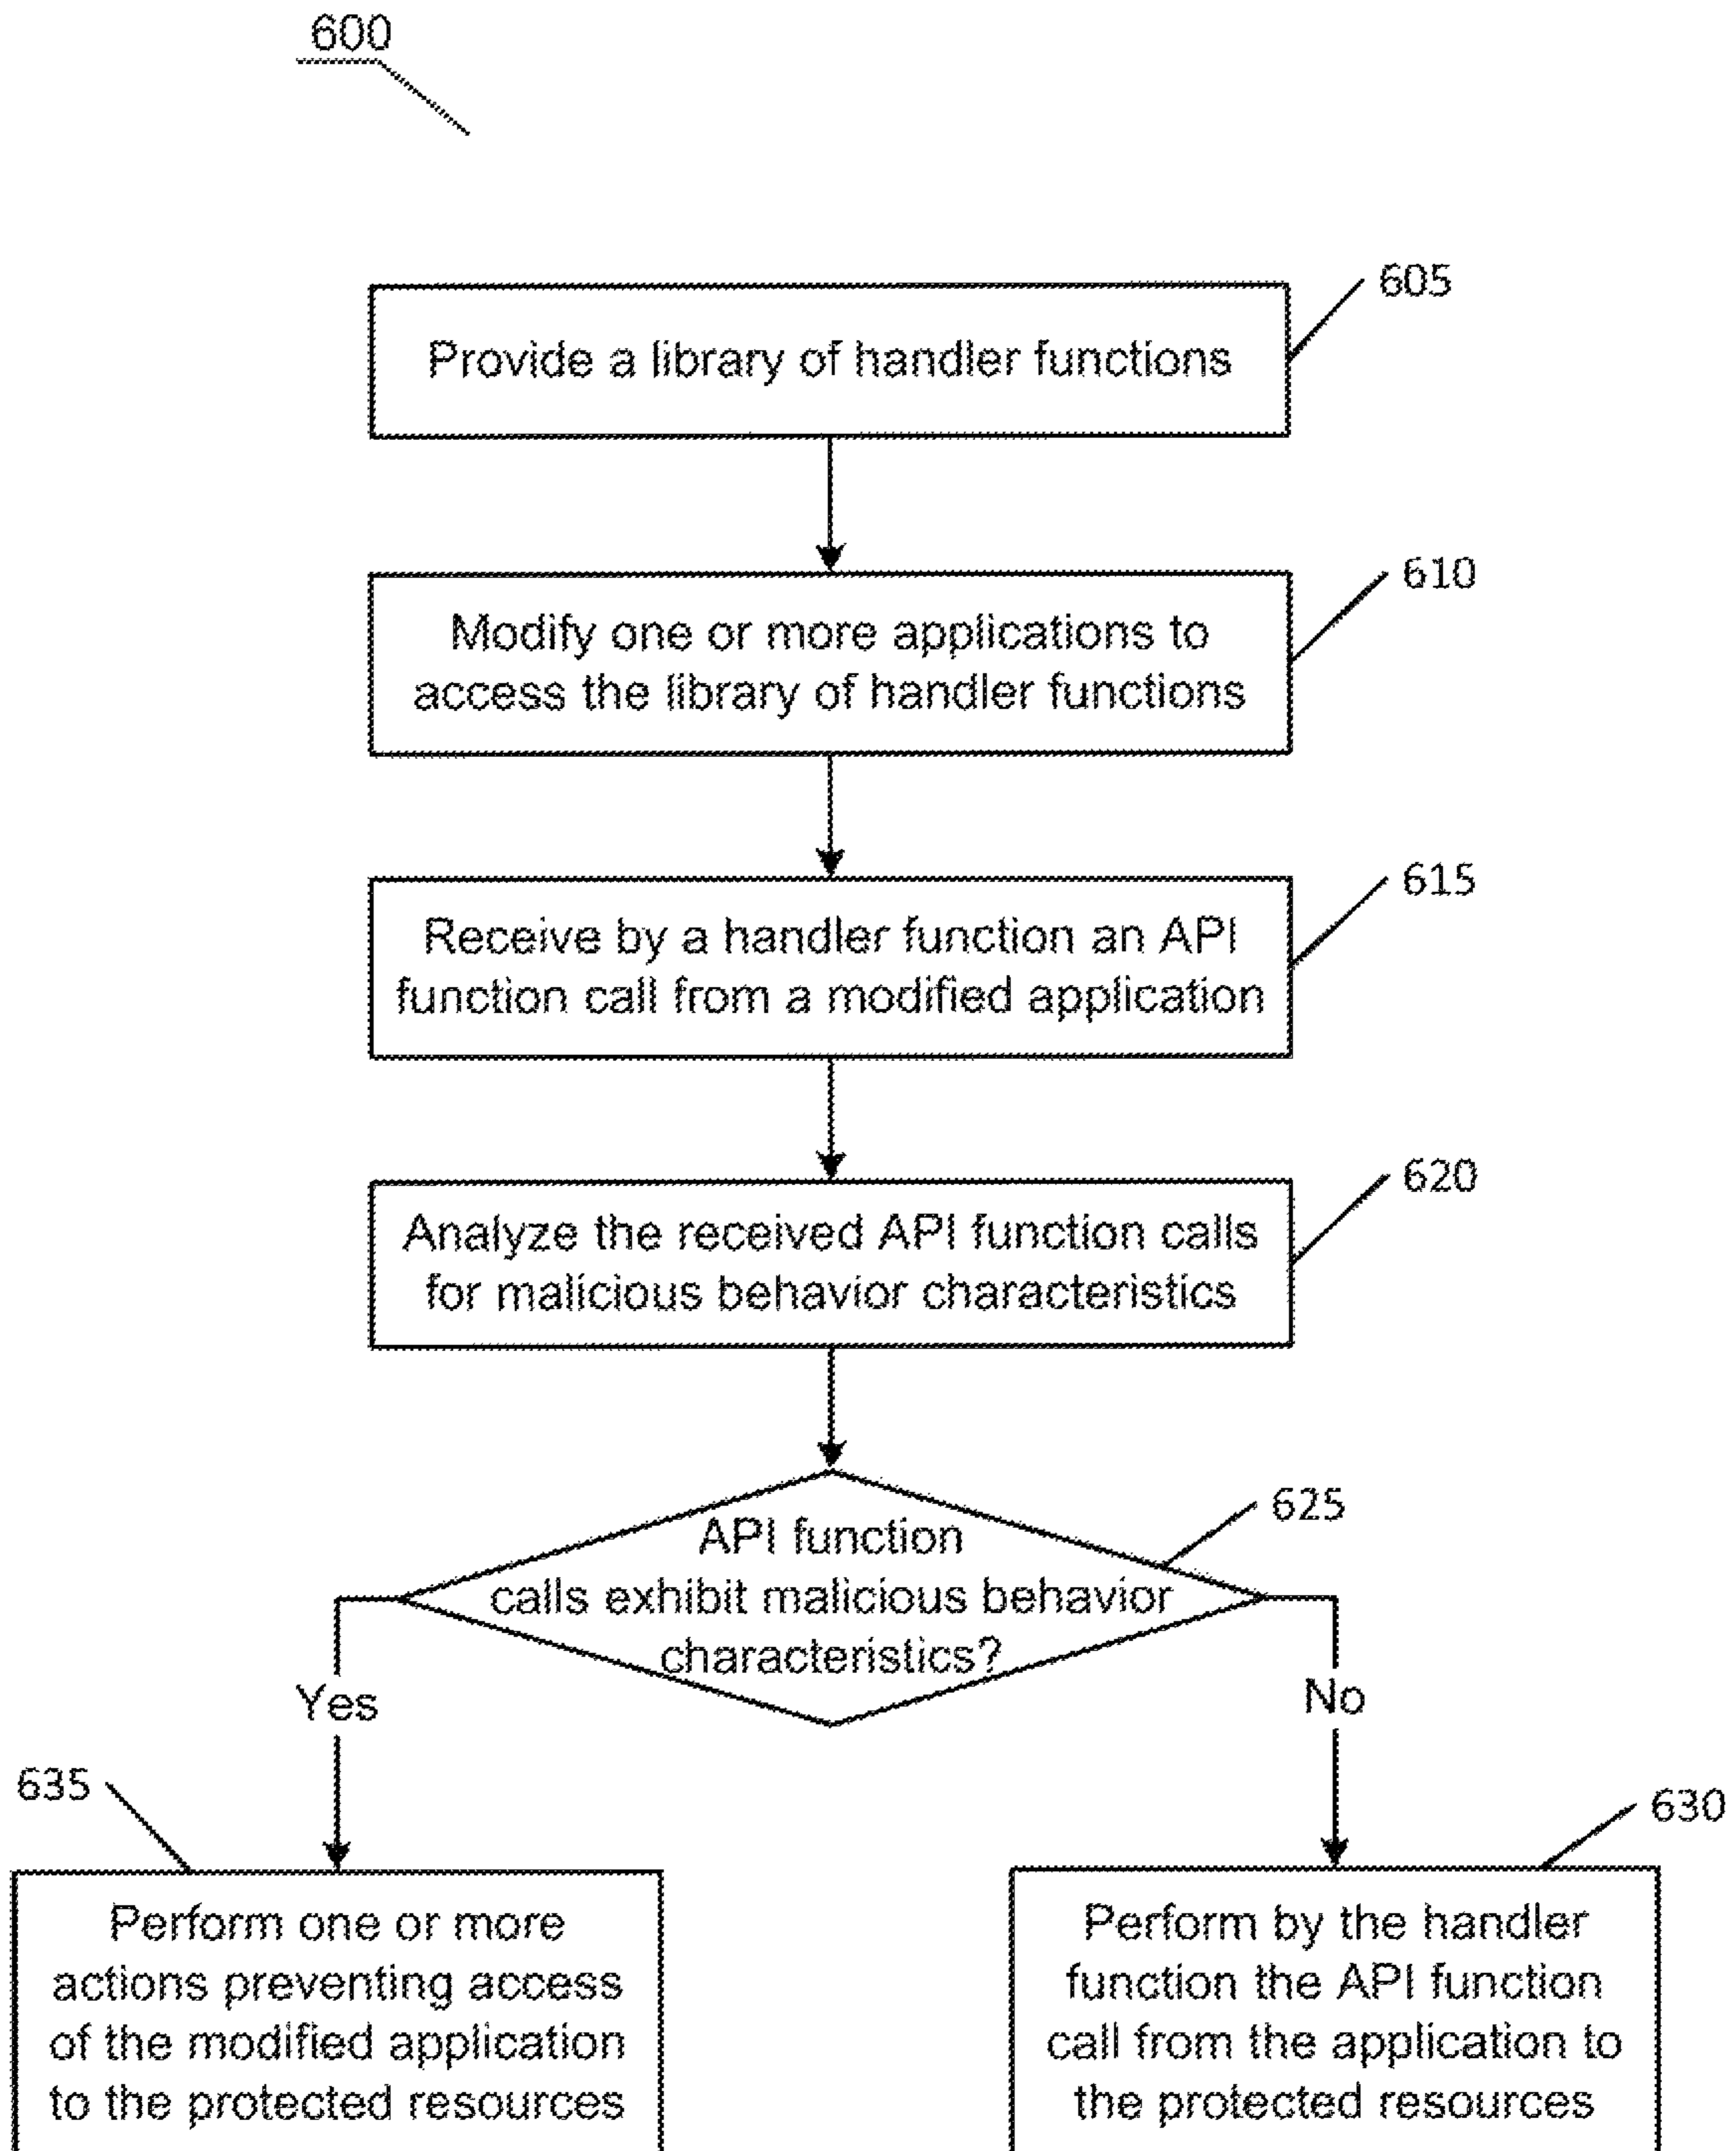 600
605
Provide a library of handler functions
610
Modify one or more applications to
access the library of handler functions
615
Receive by a handler function an API
function call from a modified application
620
Analyze the received API function calls
for malicious behavior characteristics
625
API function
calls exhibit malicious behavior
characteristics?
Yes
No
635
630
Perform one or more
actions preventing access
of the modified application
to the protected resources
Perform by the handler
function the API function
call from the application to
the protected resources